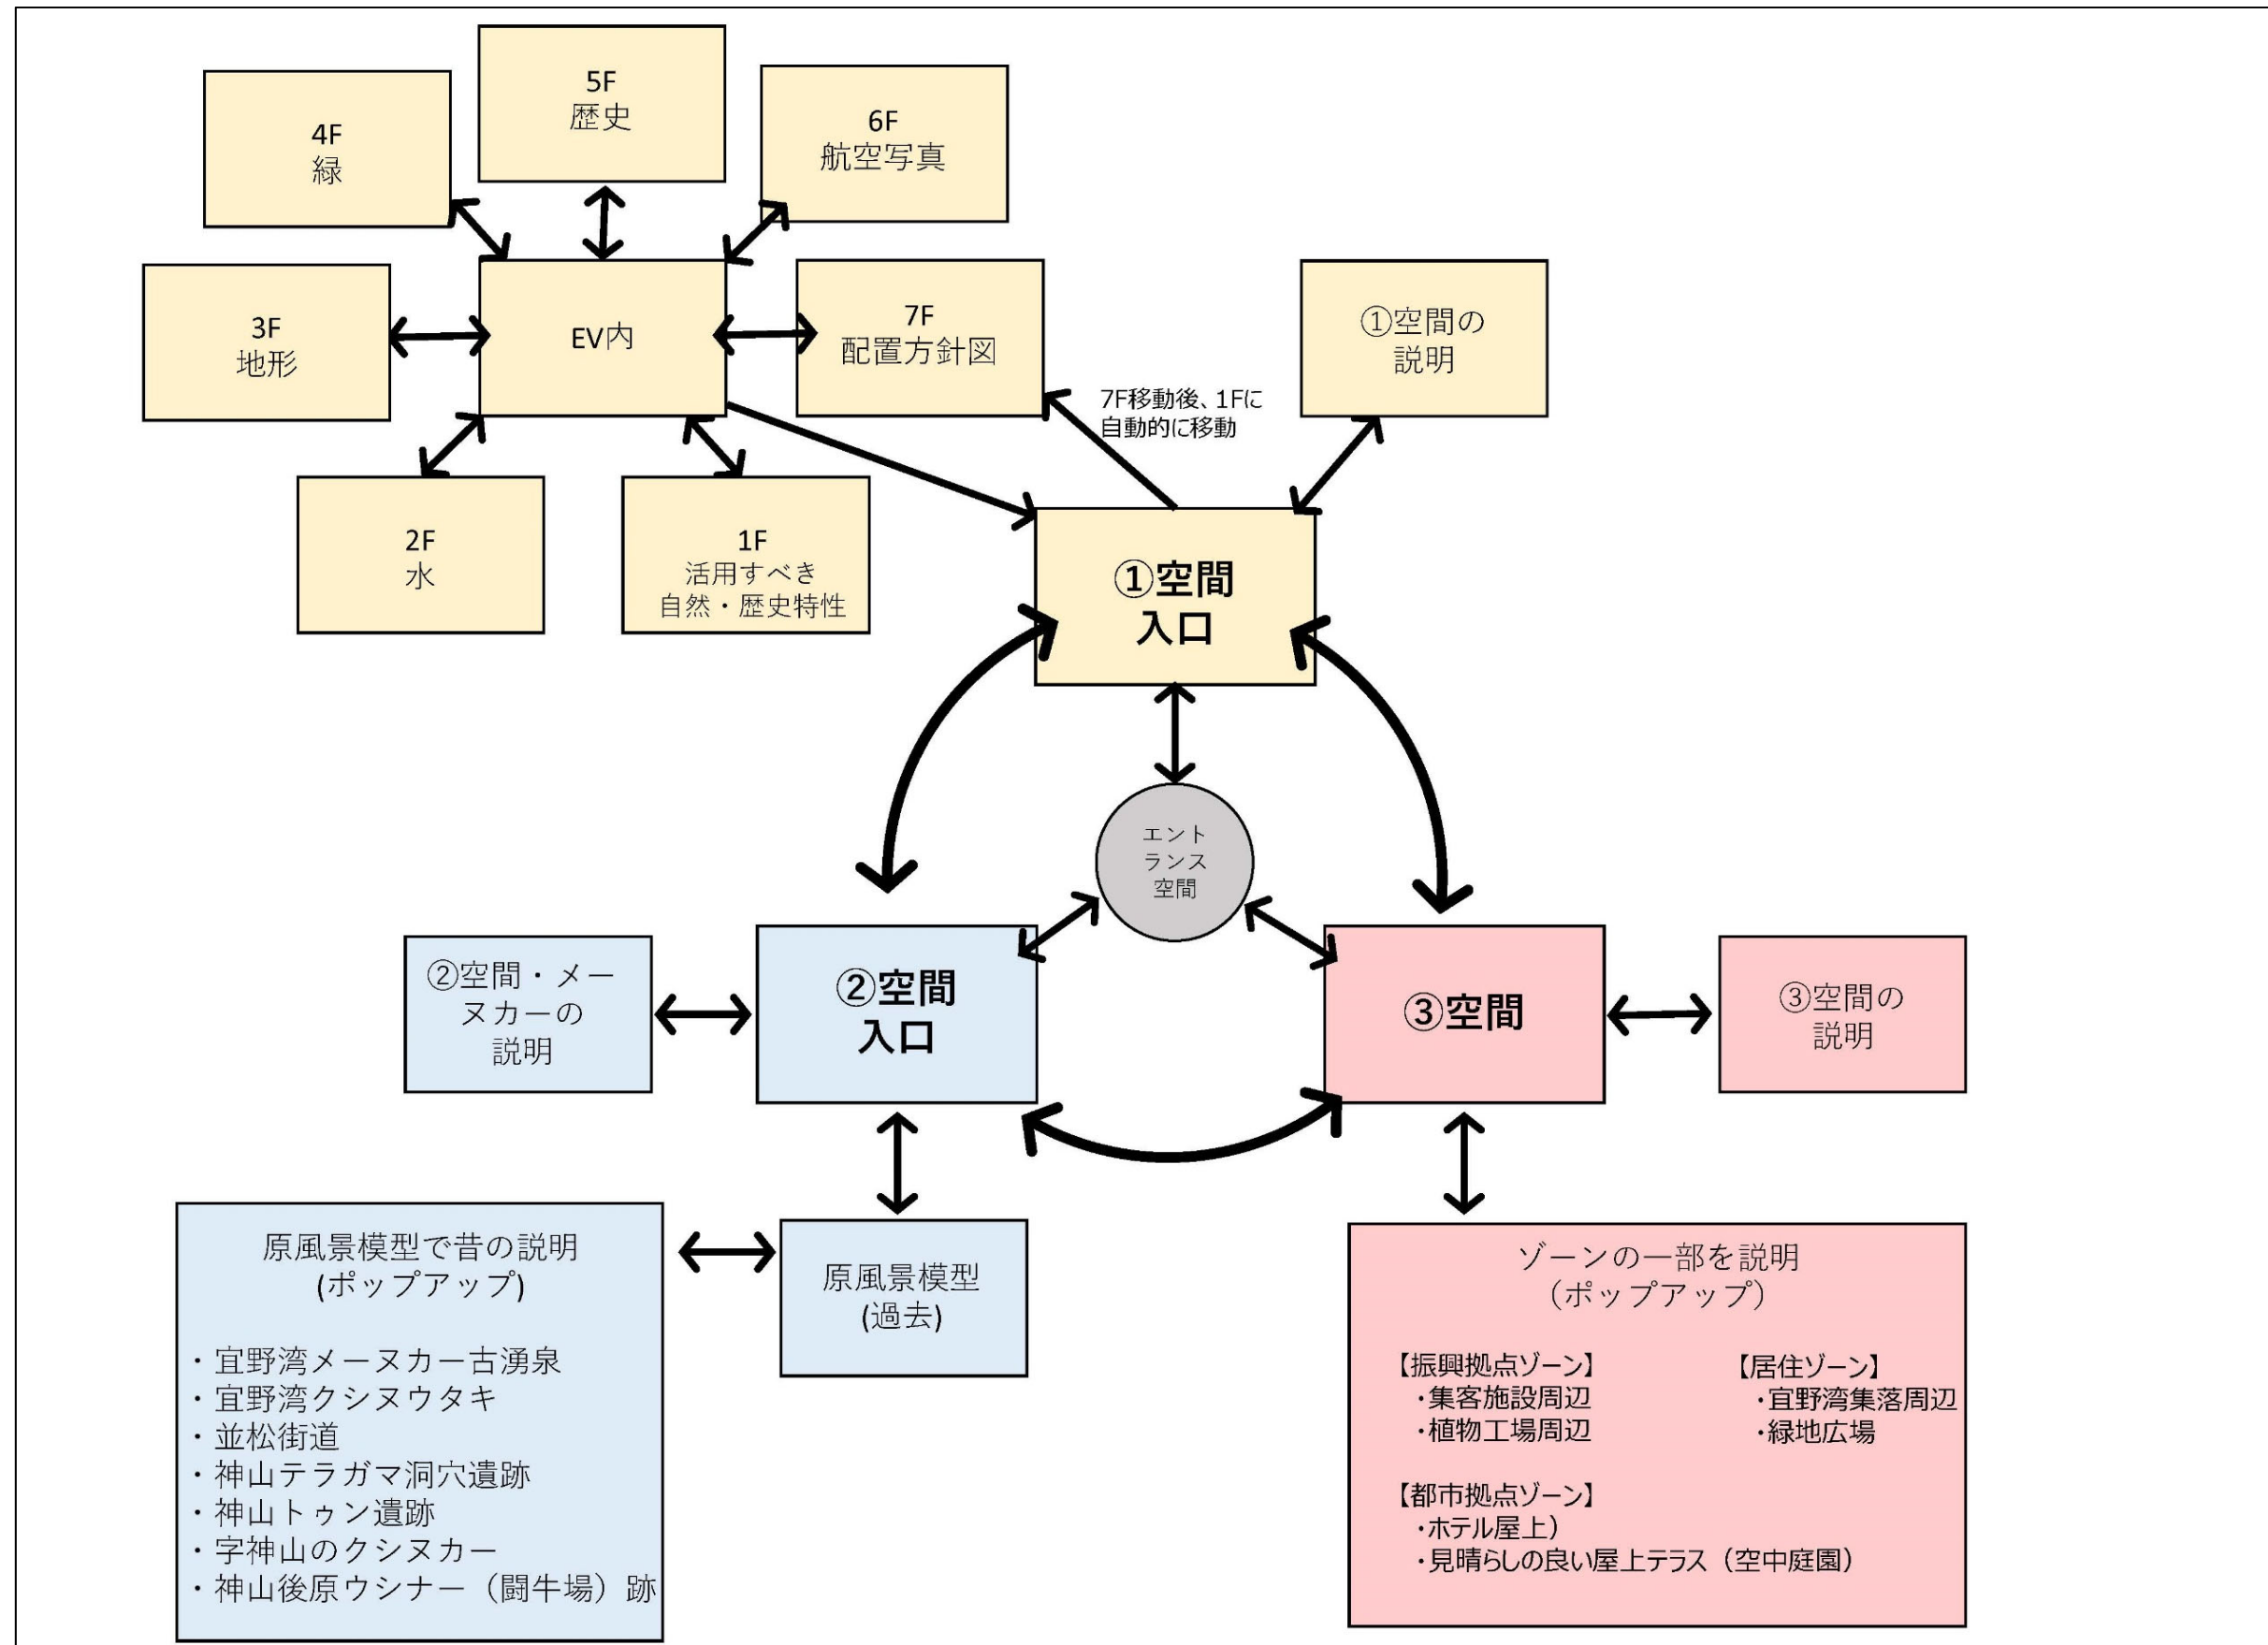 5F
歴史
4F
緑
6F
航空写真
3F
地形
EV内
7F
配置方針図
①空間の
説明
7F移動後、1Fに
自動的に移動
2F
水
1F
活用すべき
自然・歴史特性
①空間
入口
エント
ランス
空間
②空間・メー
ヌカーの
説明
②空間
入口
③空間
③空間の
説明
原風景模型で昔の説明
(ポップアップ)
・宜野湾メーヌカー古湧泉
・宜野湾クシヌウタキ
・並松街道
・神山テラガマ洞穴遺跡
・神山トゥン遺跡
・字神山のクシヌカー
・神山後原ウシナー（闘牛場）跡
原風景模型
(過去)
ゾーンの一部を説明
（ポップアップ）
【振興拠点ゾーン】
・集客施設周辺
・植物工場周辺
【居住ゾーン】
・宜野湾集落周辺
・緑地広場
【都市拠点ゾーン】
・ホテル屋上）
・見晴らしの良い屋上テラス（空中庭園）